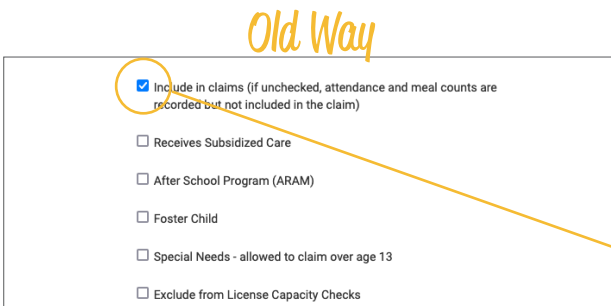 Old Way
Include in claims (if unchecked, attendance and meal counts are
recorded but not included in the claim)
Receives Subsidized Care
After School Program (ARAM)
Foster Child
Special Needs - allowed to claim over age 13
Exclude from License Capacity Checks